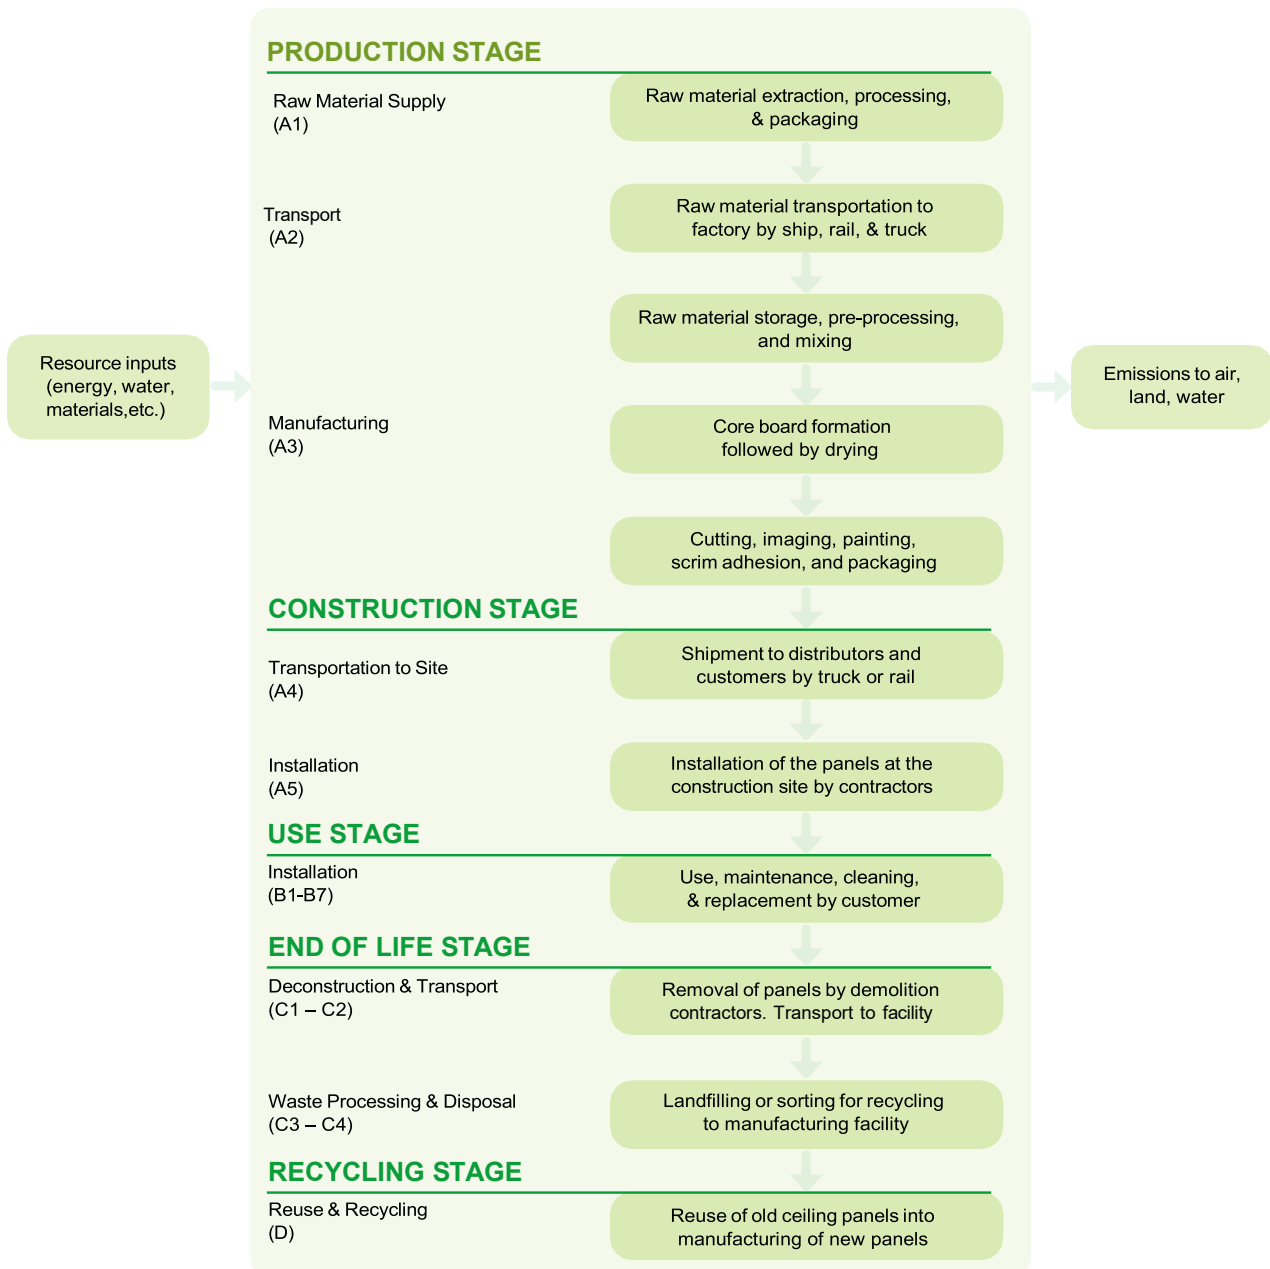 PRODUCTION STAGE
Raw Material Supply
(A1)
Raw material extraction, processing,
& packaging
Transport
(A2)
Raw material transportation to
factory by ship, rail, & truck
Raw material storage, pre-processing,
and mixing
Resource inputs
(energy, water,
materials,etc.)
Emissions to air,
land, water
Manufacturing
(A3)
Core board formation
followed by drying
Cutting, imaging, painting,
scrim adhesion, and packaging
CONSTRUCTION STAGE
Transportation to Site
(A4)
Shipment to distributors and
customers by truck or rail
Installation
(A5)
Installation of the panels at the
construction site by contractors
USE STAGE
Installation
(B1-B7)
Use, maintenance, cleaning,
& replacement by customer
END OF LIFE STAGE
Deconstruction & Transport
(C1 – C2)
Removal of panels by demolition
contractors. Transport to facility
Waste Processing & Disposal
(C3 – C4)
Landfilling or sorting for recycling
to manufacturing facility
RECYCLING STAGE
Reuse & Recycling
(D)
Reuse of old ceiling panels into
manufacturing of new panels